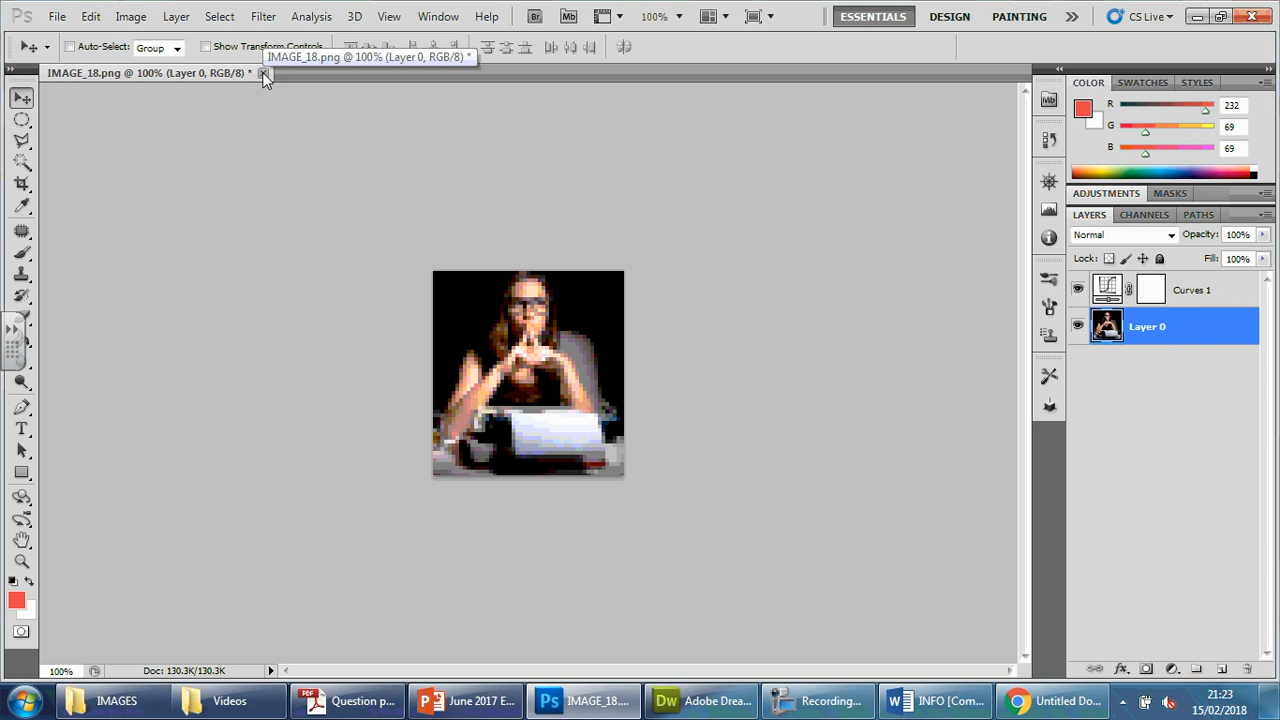 Ps File Edit Image Layer Select Filter Analysis 3D View Window Help Br Mb 100% ESSENTIALS DESIGN PAINTING CS Live
Auto-Select: Group Show Transform Controls
IMAGE_18.png @ 100% (Layer 0, RGB/8) *
IMAGE_18.png @ 100% (Layer 0, RGB/8) *
COLOR SWATCHES STYLES
Mb
R 232
G 69
B 69
ADJUSTMENTS MASKS
LAYERS CHANNELS PATHS
Normal Opacity: 100%
Lock: Fill: 100%
Curves 1
Layer 0
100% Doc: 130.3K/130.3K
IMAGES Videos Question p... June 2017 E... IMAGE_18.... Adobe Drea... Recording... INFO [Com... Untitled Do...
21:23
15/02/2018